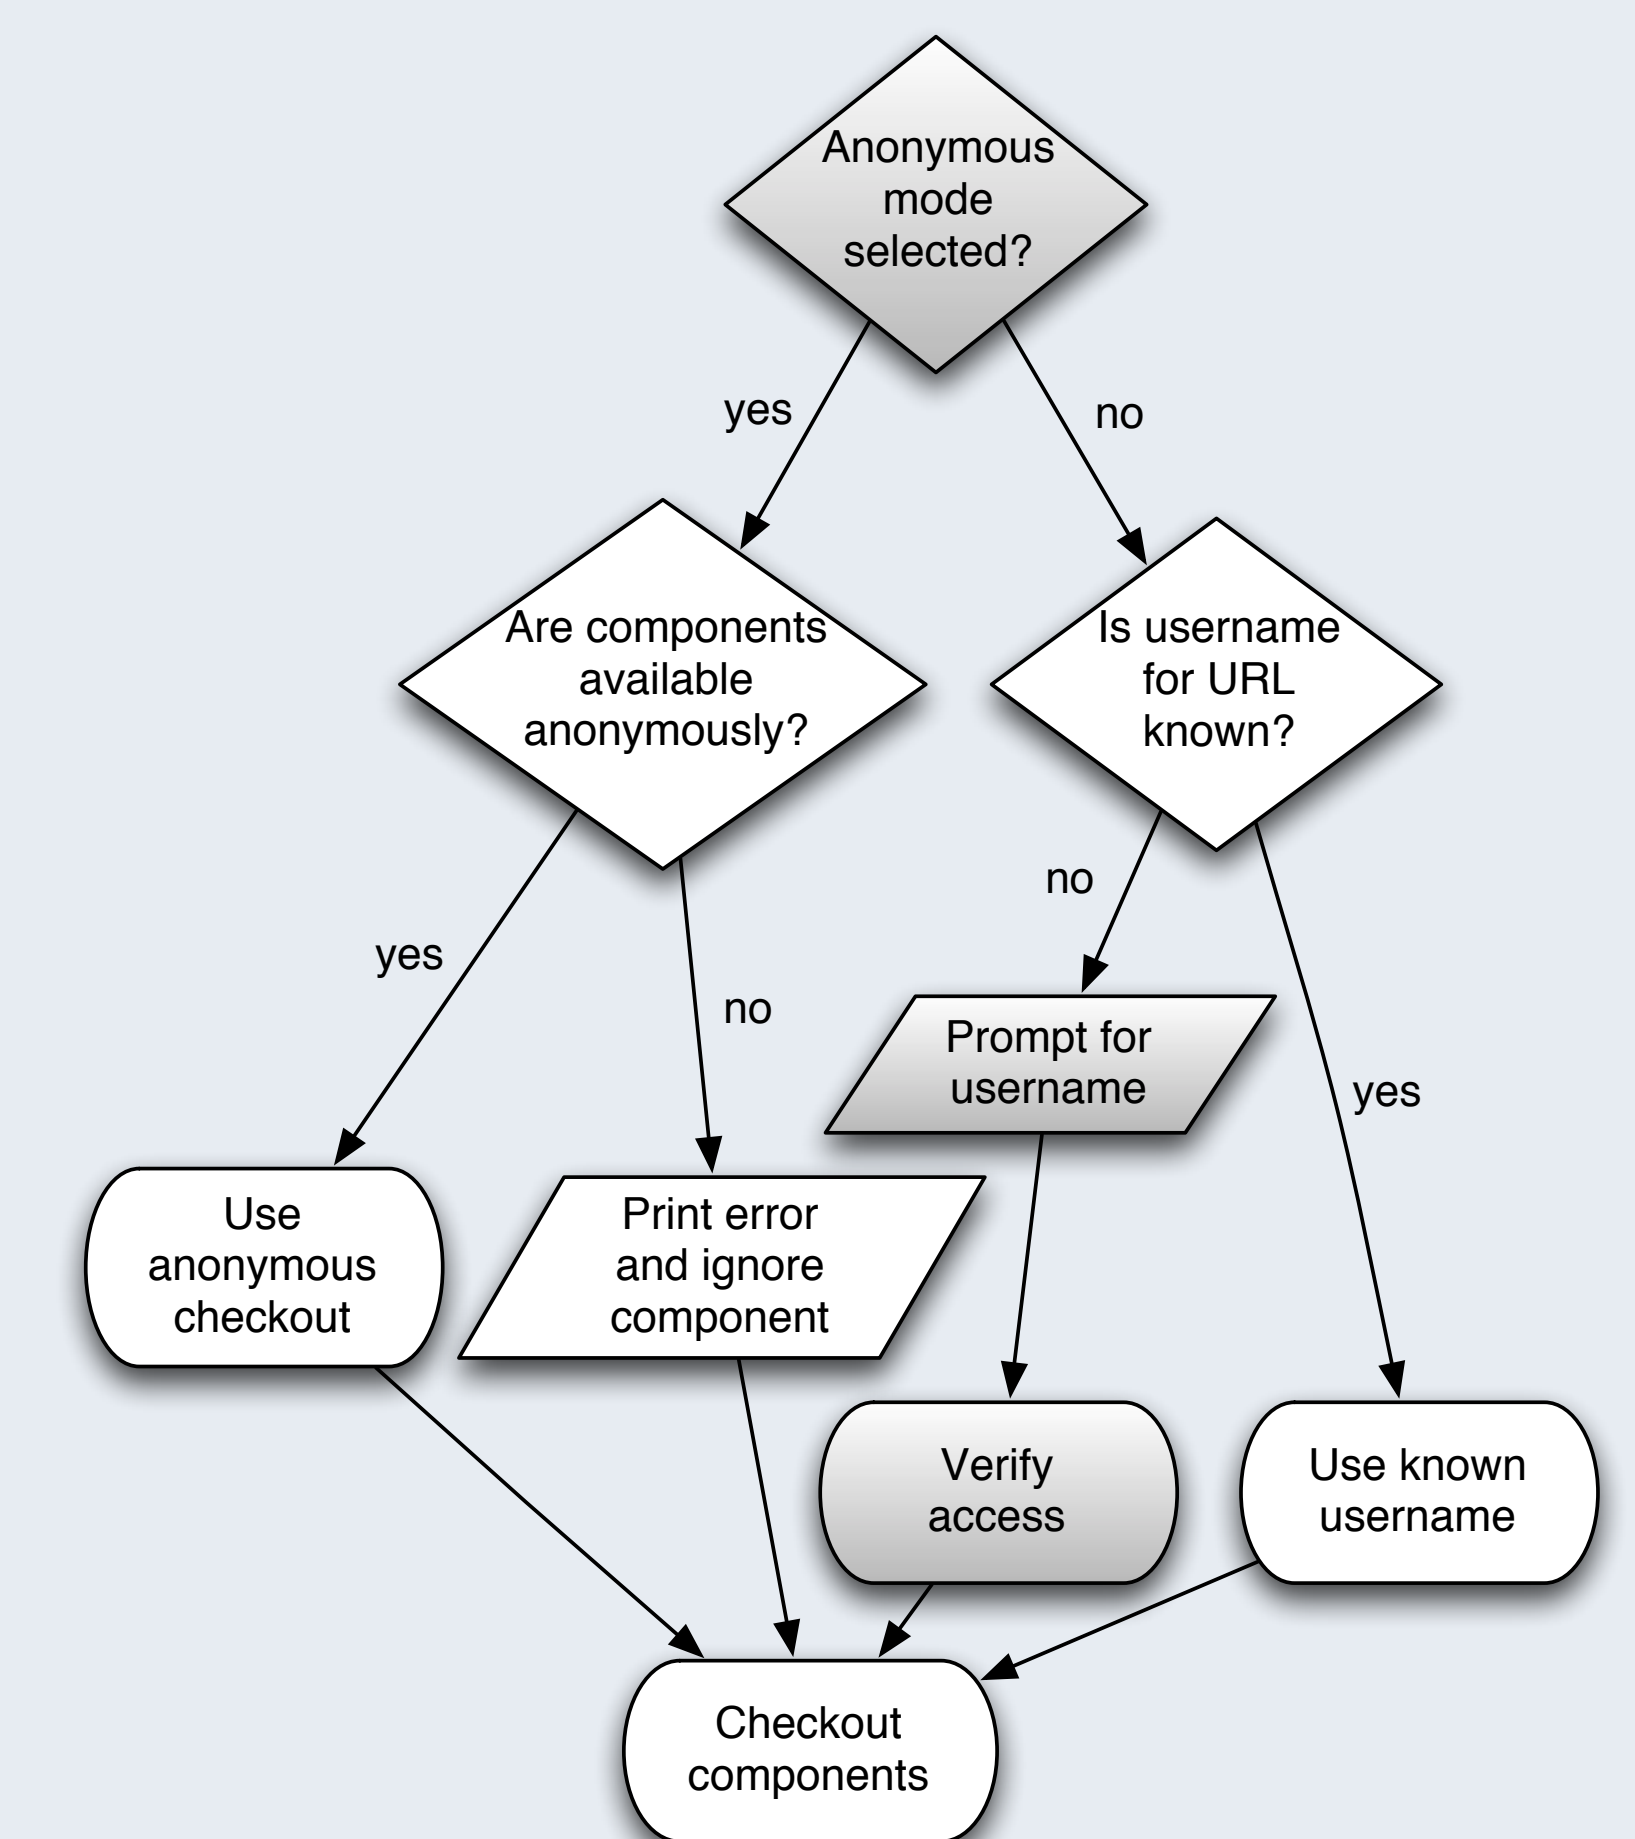 Anonymous
mode
selected?
yes
no
Are components
available
anonymously?
Is username
for URL
known?
no
yes
no
Prompt for
username
yes
Use
anonymous
checkout
Print error
and ignore
component
Verify
access
Use known
username
Checkout
components